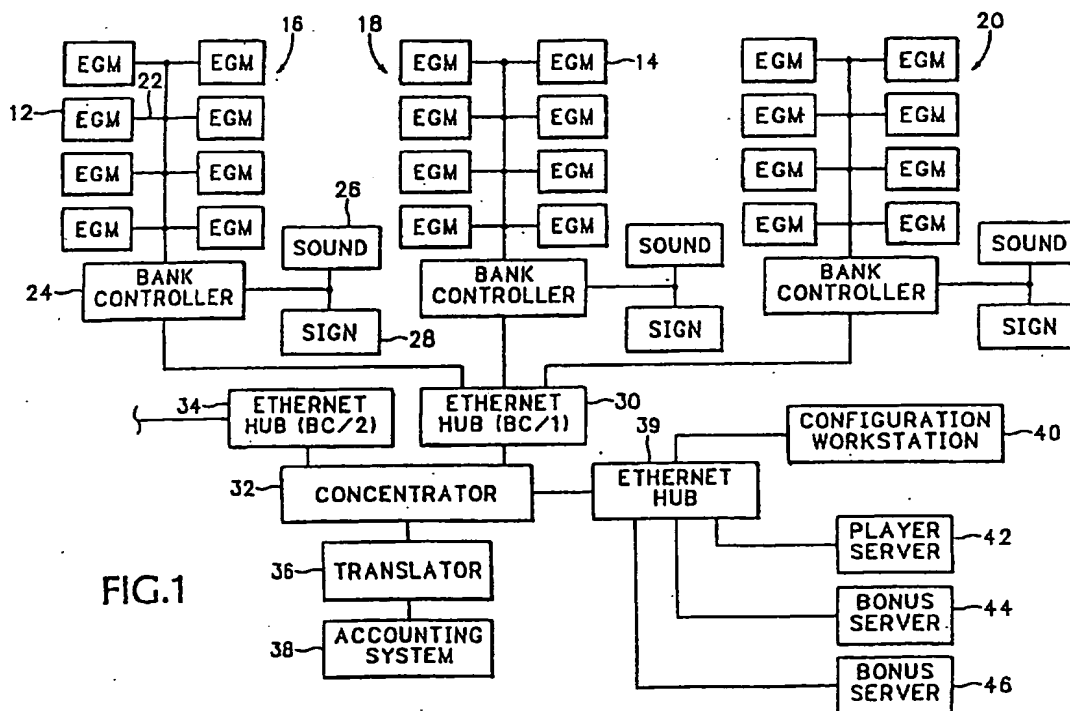 16
18
20
EGM EGM EGM EGM 14 EGM EGM
22
12 EGM EGM EGM EGM EGM EGM
EGM EGM EGM EGM EGM EGM
26
EGM EGM EGM EGM EGM EGM
SOUND SOUND SOUND
24 BANK CONTROLLER
BANK CONTROLLER
BANK CONTROLLER
SIGN 28
SIGN
SIGN
34 ETHERNET
HUB (BC/2)
ETHERNET
HUB (BC/1) 30
39
CONFIGURATION
WORKSTATION 40
32 CONCENTRATOR
ETHERNET
HUB
PLAYER
SERVER 42
36 TRANSLATOR
FIG.1
BONUS
SERVER 44
38 ACCOUNTING
SYSTEM
BONUS
SERVER 46